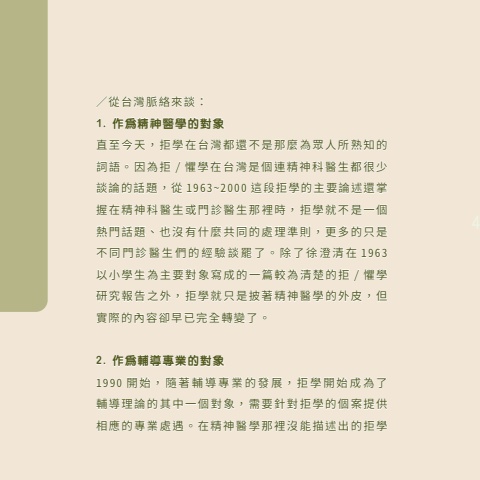 ／從台灣脈絡來談：
1. 作為精神醫學的對象
直至今天，拒學在台灣都還不是那麼為眾人所熟知的
詞語。因為拒 / 懼學在台灣是個連精神科醫生都很少
談論的話題，從 1963~2000 這段拒學的主要論述還掌
握在精神科醫生或門診醫生那裡時，拒學就不是一個
熱門話題、也沒有什麼共同的處理準則，更多的只是
不同門診醫生們的經驗談罷了。除了徐澄清在 1963
以小學生為主要對象寫成的一篇較為清楚的拒 / 懼學
研究報告之外，拒學就只是披著精神醫學的外皮，但
實際的內容卻早已完全轉變了。
2. 作為輔導專業的對象
1990 開始，隨著輔導專業的發展，拒學開始成為了
輔導理論的其中一個對象，需要針對拒學的個案提供
相應的專業處遇。在精神醫學那裡沒能描述出的拒學